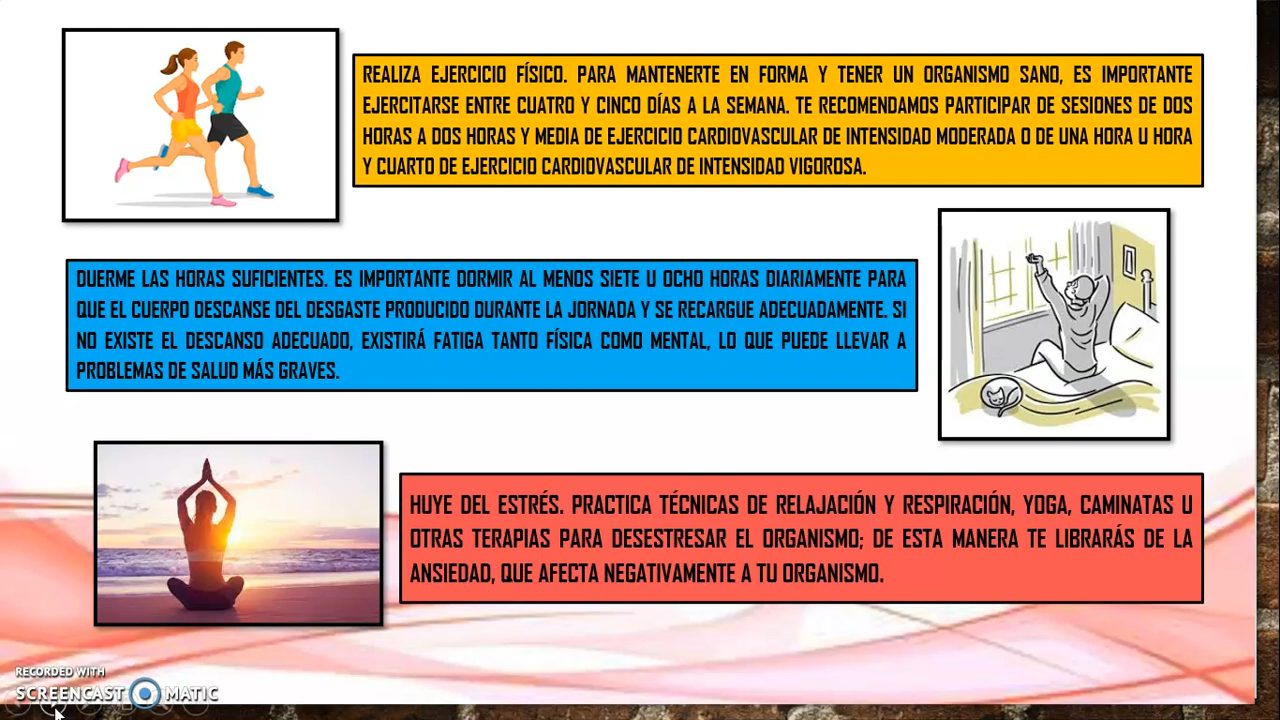 REALIZA EJERCICIO FÍSICO. PARA MANTENERTE EN FORMA Y TENER UN ORGANISMO SANO, ES IMPORTANTE
EJERCITARSE ENTRE CUATRO Y CINCO DÍAS A LA SEMANA. TE RECOMENDAMOS PARTICIPAR DE SESIONES DE DOS
HORAS A DOS HORAS Y MEDIA DE EJERCICIO CARDIOVASCULAR DE INTENSIDAD MODERADA O DE UNA HORA U HORA
Y CUARTO DE EJERCICIO CARDIOVASCULAR DE INTENSIDAD VIGOROSA.
DUERME LAS HORAS SUFICIENTES. ES IMPORTANTE DORMIR AL MENOS SIETE U OCHO HORAS DIARIAMENTE PARA
QUE EL CUERPO DESCANSE DEL DESGASTE PRODUCIDO DURANTE LA JORNADA Y SE RECARGUE ADECUADAMENTE. SI
NO EXISTE EL DESCANSO ADECUADO, EXISTIRÁ FATIGA TANTO FÍSICA COMO MENTAL, LO QUE PUEDE LLEVAR A
PROBLEMAS DE SALUD MÁS GRAVES.
HUYE DEL ESTRÉS. PRACTICA TÉCNICAS DE RELAJACIÓN Y RESPIRACIÓN, YOGA, CAMINATAS U
OTRAS TERAPIAS PARA DESESTRESAR EL ORGANISMO; DE ESTA MANERA TE LIBRARÁS DE LA
ANSIEDAD, QUE AFECTA NEGATIVAMENTE A TU ORGANISMO.
RECORDED WITH
SCREENCAST MATIC